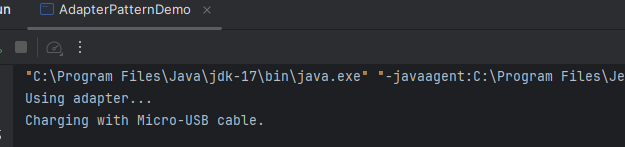 un
AdapterPatternDemo
"C:\Program Files\Java\jdk-17\bin\java.exe" "-javaagent:C:\Program Files\Je
Using adapter...
Charging with Micro-USB cable.